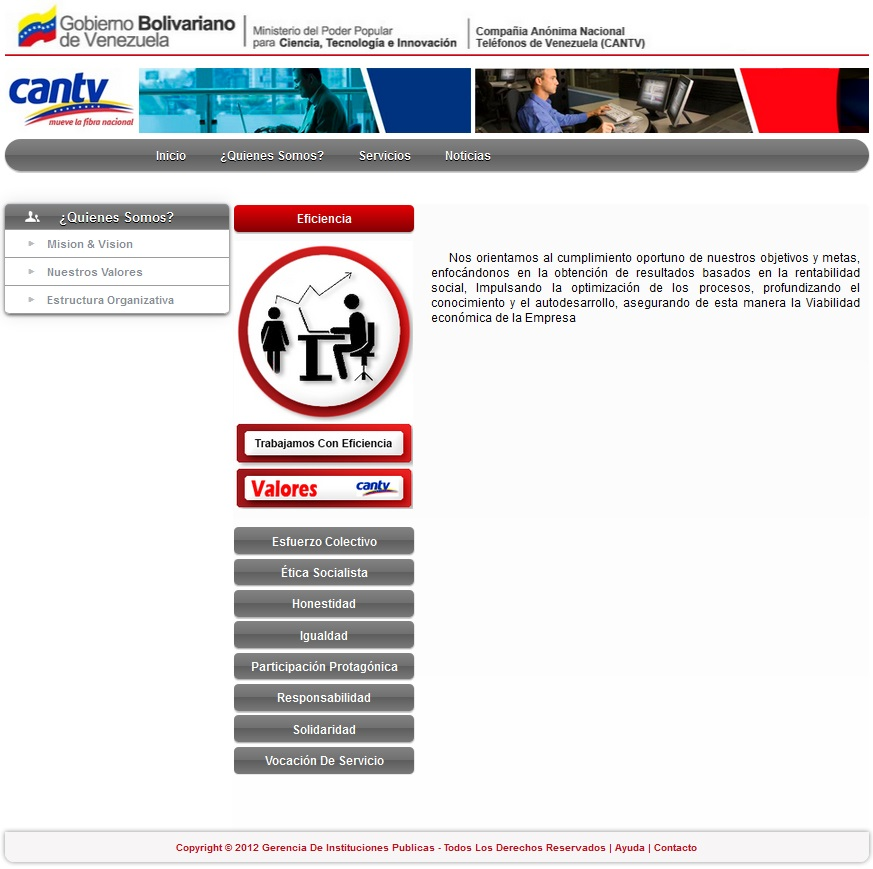 Gobierno Bolivariano
de Venezuela
Ministerio del Poder Popular
para Ciencia, Tecnología e Innovación
Compañia Anónima Nacional
Teléfonos de Venezuela (CANTV)
cantv
mueve la fibra nacional
Inicio ¿Quienes Somos? Servicios Noticias
¿Quienes Somos?
Mision & Vision
Nuestros Valores
Estructura Organizativa
Eficiencia
Trabajamos Con Eficiencia
Valores cantv
Esfuerzo Colectivo
Ética Socialista
Honestidad
Igualdad
Participación Protagónica
Responsabilidad
Solidaridad
Vocación De Servicio
Nos orientamos al cumplimiento oportuno de nuestros objetivos y metas,
enfocándonos en la obtención de resultados basados en la rentabilidad
social, Impulsando la optimización de los procesos, profundizando el
conocimiento y el autodesarrollo, asegurando de esta manera la Viabilidad
económica de la Empresa
Copyright © 2012 Gerencia De Instituciones Publicas - Todos Los Derechos Reservados | Ayuda | Contacto